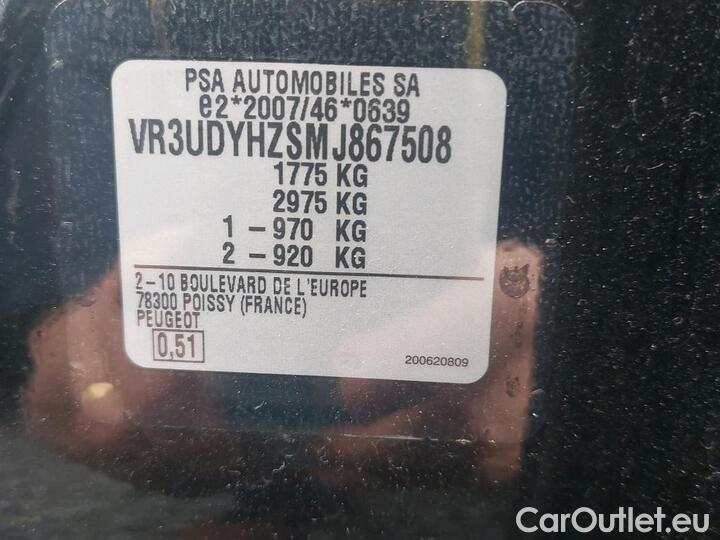 PSA AUTOMOBILES SA
e2*2007/46*0639
VR3UDYHZSMJ867508
1775 KG
2975 KG
1 – 970 KG
2 – 920 KG
2–10 BOULEVARD DE L'EUROPE
78300 POISSY (FRANCE)
PEUGEOT
0,51
200620809
CarOutlet.eu